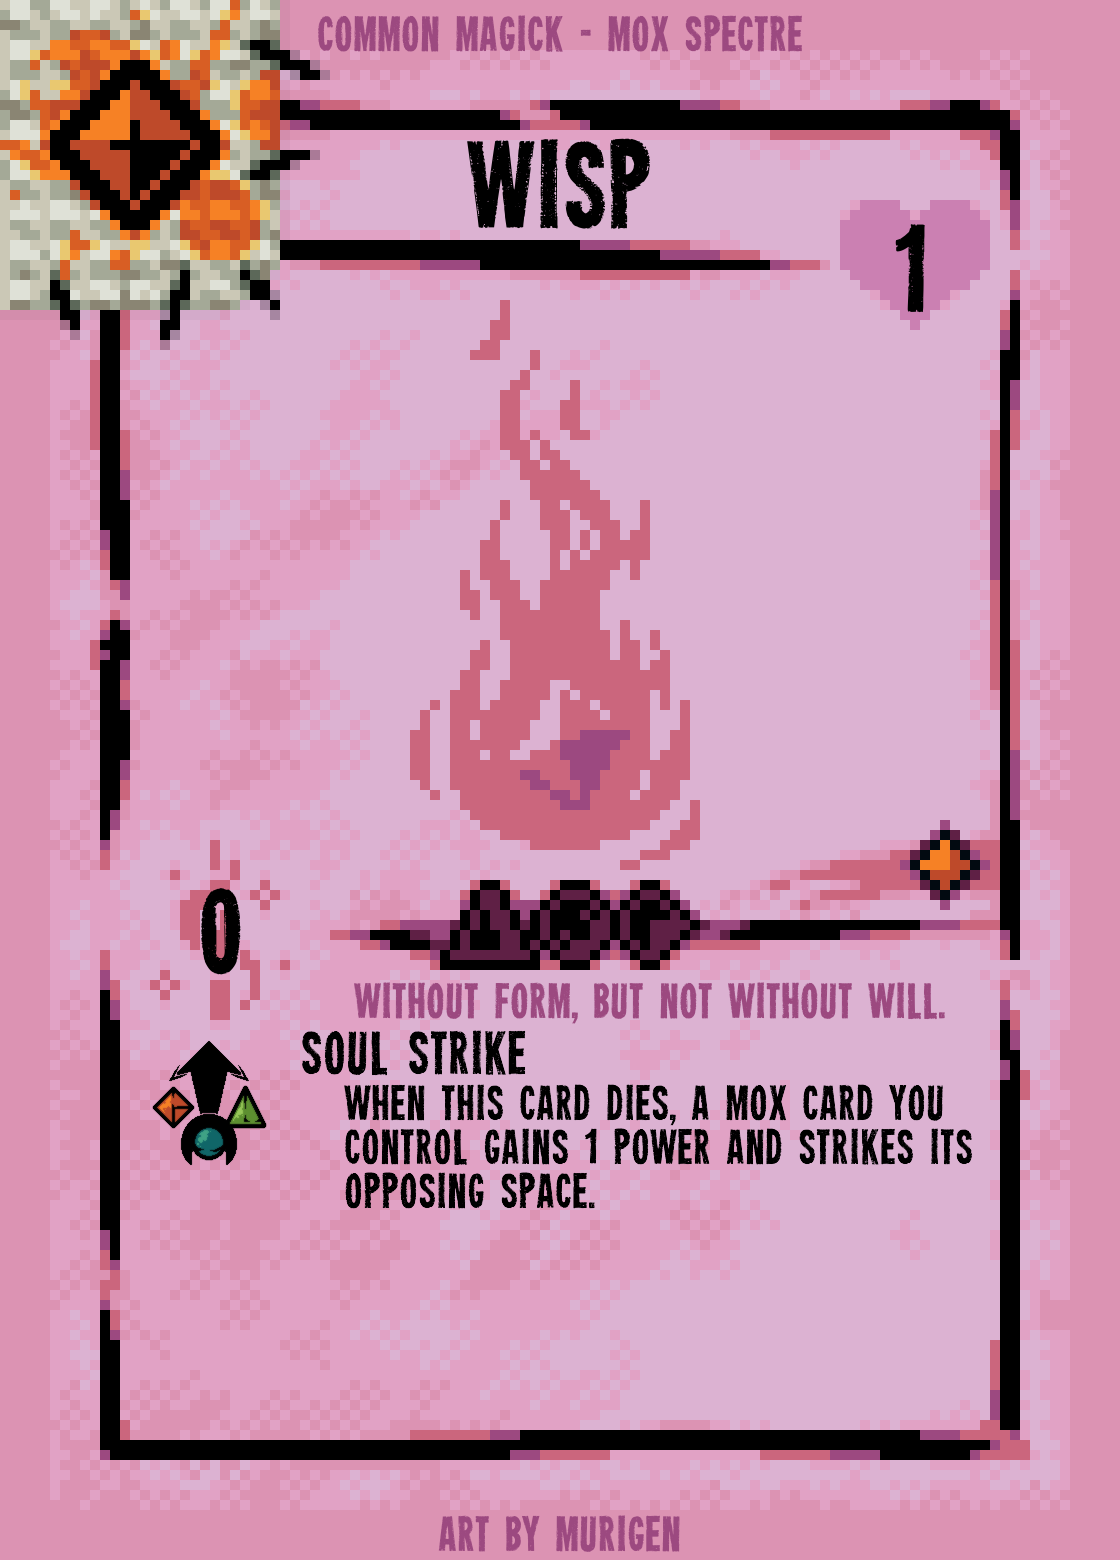 COMMON MAGICK - MOX SPECTRE
WISP
1
0
WITHOUT FORM, BUT NOT WITHOUT WILL.
SOUL STRIKE
WHEN THIS CARD DIES, A MOX CARD YOU
CONTROL GAINS 1 POWER AND STRIKES ITS
OPPOSING SPACE.
ART BY MURIGEN